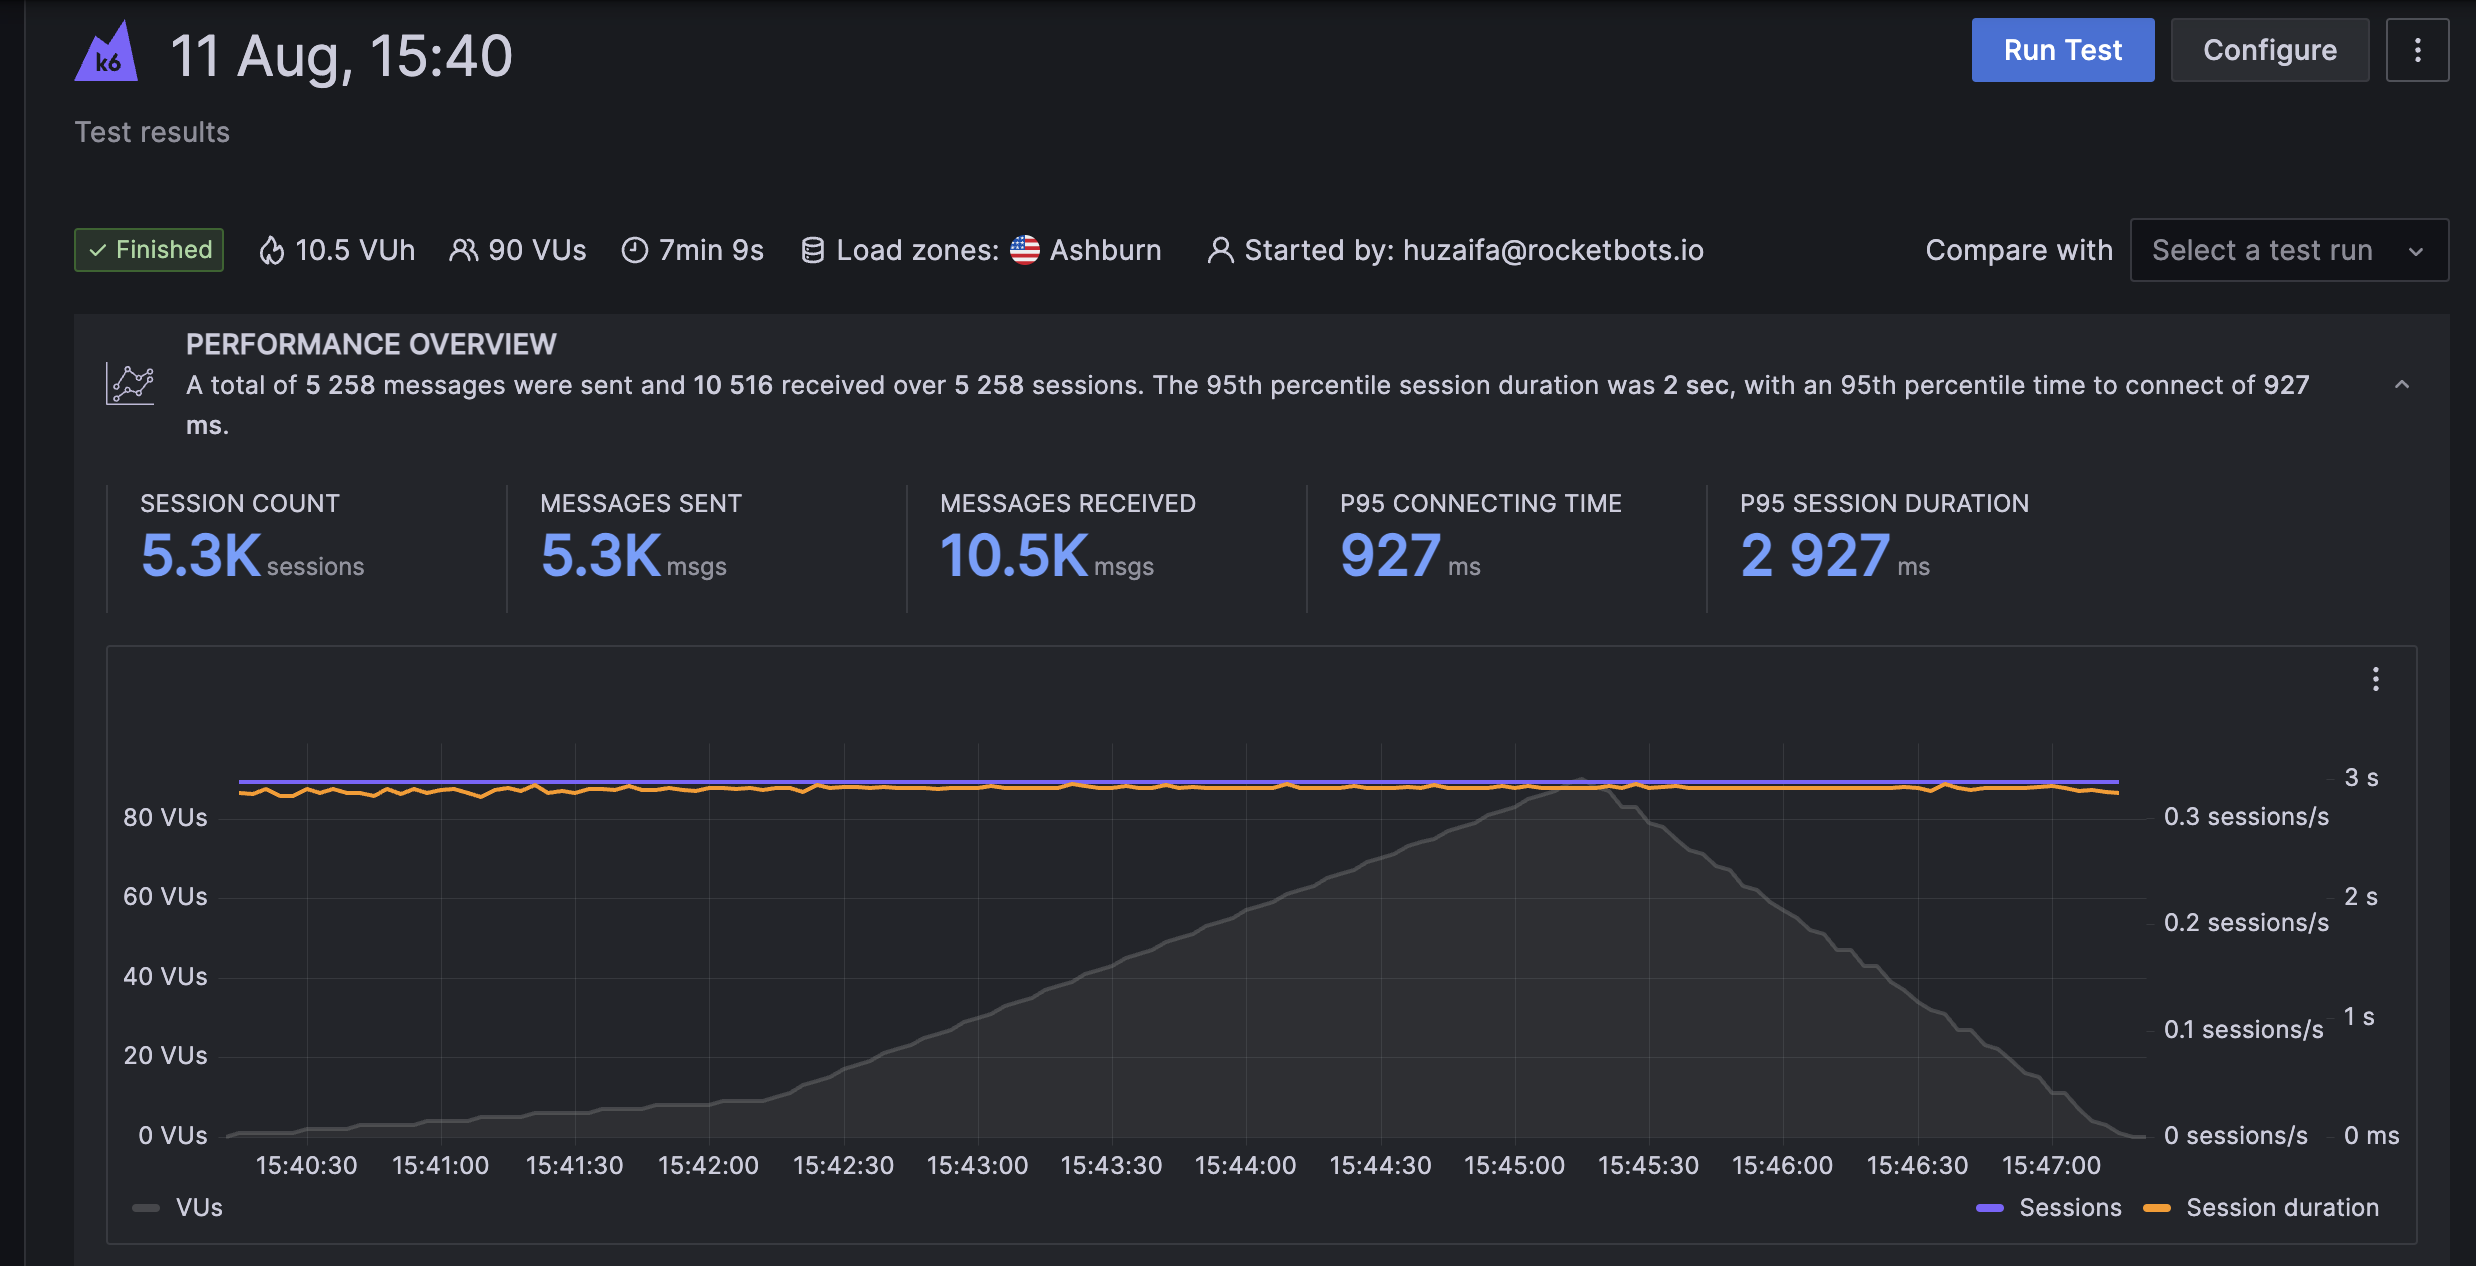 k6 11 Aug, 15:40
Run Test Configure
Test results
Finished 10.5 VUh 90 VUs 7min 9s Load zones: Ashburn Started by: huzaifa@rocketbots.io Compare with Select a test run
PERFORMANCE OVERVIEW
A total of 5 258 messages were sent and 10 516 received over 5 258 sessions. The 95th percentile session duration was 2 sec, with an 95th percentile time to connect of 927
ms.
SESSION COUNT
5.3K sessions
MESSAGES SENT
5.3K msgs
MESSAGES RECEIVED
10.5K msgs
P95 CONNECTING TIME
927 ms
P95 SESSION DURATION
2 927 ms
80 VUs
60 VUs
40 VUs
20 VUs
0 VUs
3 s
0.3 sessions/s
2 s
0.2 sessions/s
1 s
0.1 sessions/s
0 sessions/s 0 ms
15:40:30 15:41:00 15:41:30 15:42:00 15:42:30 15:43:00 15:43:30 15:44:00 15:44:30 15:45:00 15:45:30 15:46:00 15:46:30 15:47:00
VUs
Sessions Session duration